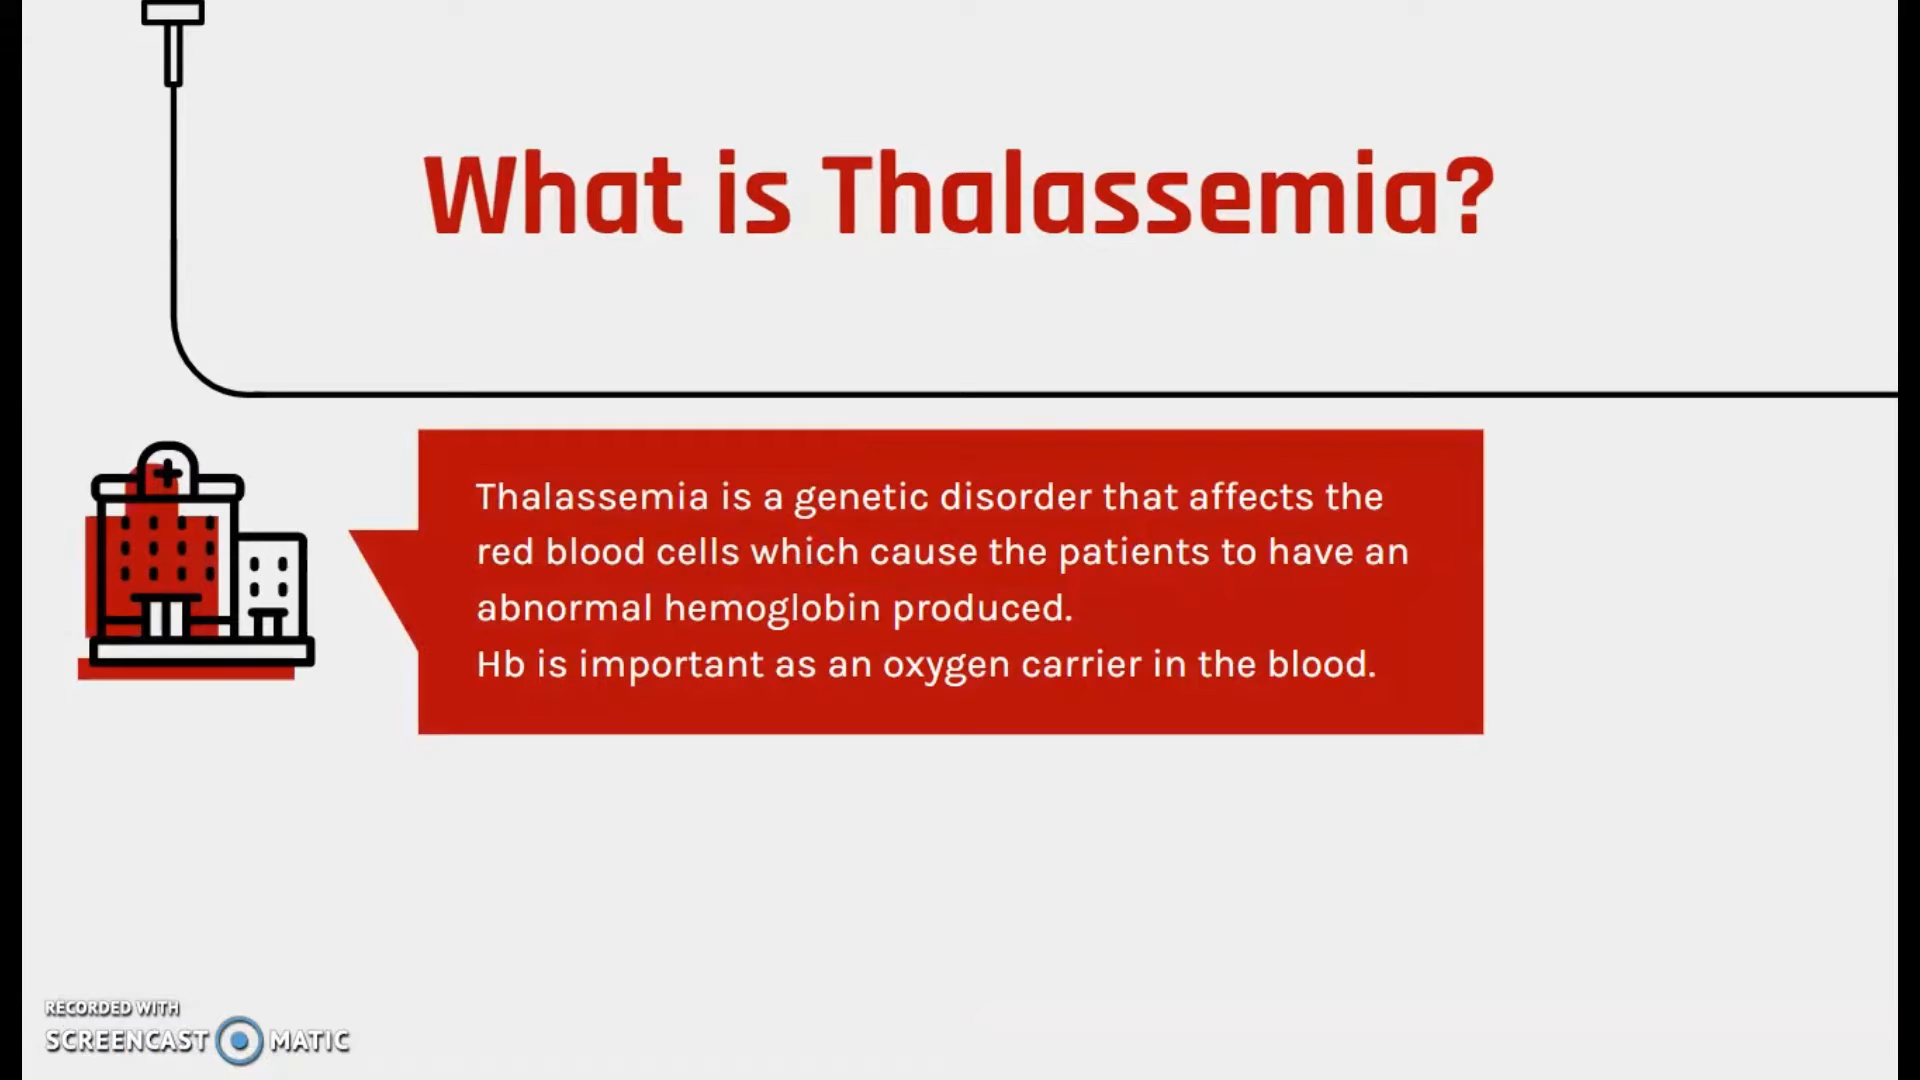 What is Thalassemia?
Thalassemia is a genetic disorder that affects the
red blood cells which cause the patients to have an
abnormal hemoglobin produced.
Hb is important as an oxygen carrier in the blood.
RECORDED WITH
SCREENCAST MATIC